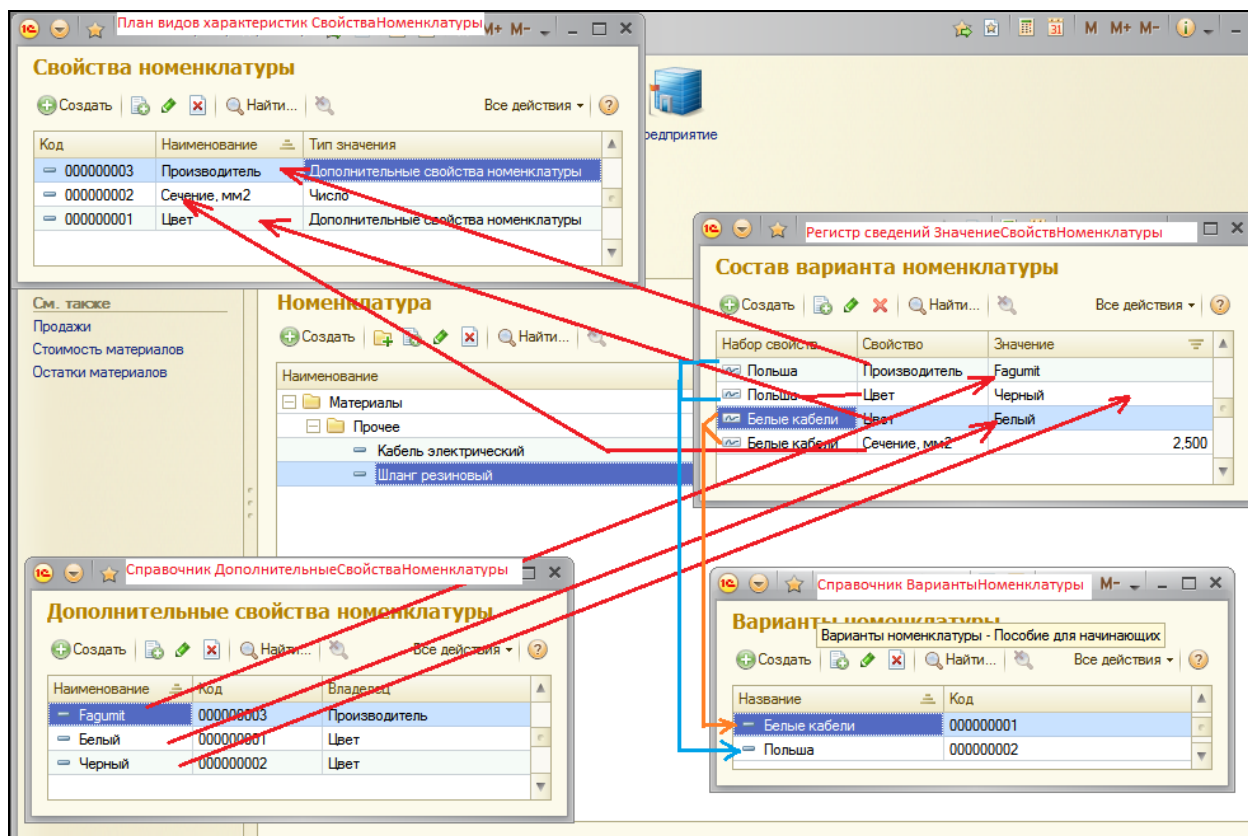 План видов характеристик СвойстваНоменклатуры M+ M-
Свойства номенклатуры
Создать Найти... Все действия
Код Наименование Тип значения
000000003 Производитель Дополнительные свойства номенклатуры
000000002 Сечение, мм2 Число
000000001 Цвет Дополнительные свойства номенклатуры
M M+ M-
редприятие
См. также
Продажи
Стоимость материалов
Остатки материалов
Номенклатура
Создать Найти...
Наименование
Материалы
Прочее
Кабель электрический
Шланг резиновый
Регистр сведений ЗначениеСвойствНоменклатуры
Состав варианта номенклатуры
Создать Найти... Все действия
Набор свойств Свойство Значение
Польша Производитель Fagumit
Польша Цвет Черный
Белые кабели Цвет Белый
Белые кабели Сечение, мм2 2,500
Справочник ДополнительныеСвойстваНоменклатуры
Дополнительные свойства номенклатуры
Создать Найти... Все действия
Наименование Код Владелец
Fagumit 000000003 Производитель
Белый 000000001 Цвет
Черный 000000002 Цвет
Справочник ВариантыНоменклатуры M-
Варианты номенклатуры
Варианты номенклатуры - Пособие для начинающих
Создать Найти... Все действия
Название Код
Белые кабели 000000001
Польша 000000002